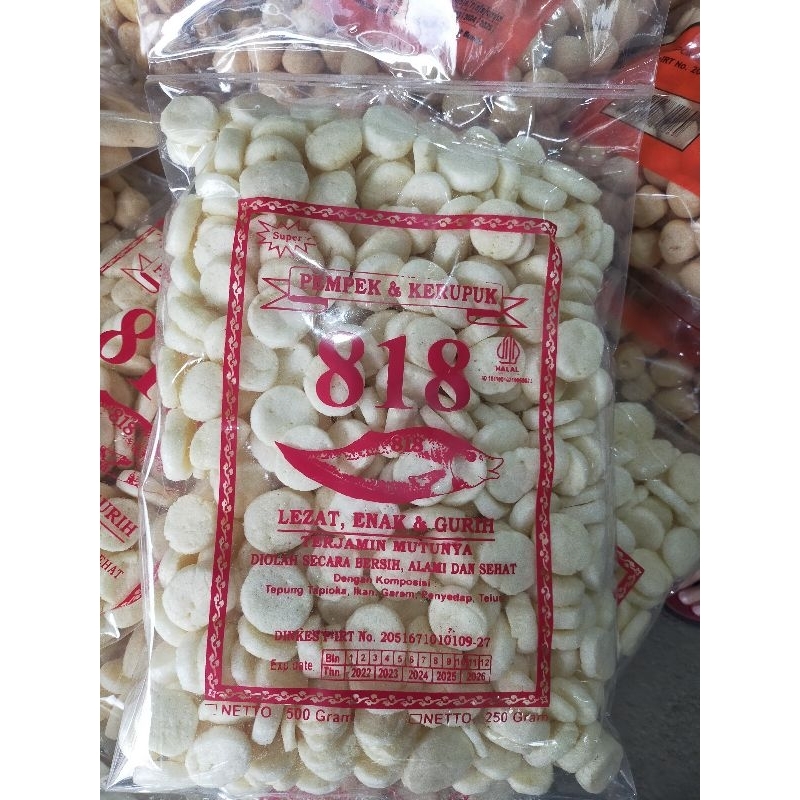 Super
PEMPEK & KERUPUK
818
HALAL
818
LEZAT, ENAK & GURIH
TERJAMIN MUTUNYA
DIOLAH SECARA BERSIH, ALAMI DAN SEHAT
Dengan Komposisi
Tepung Tapioka, Ikan, Garam, Penyedap, Telur
DINKES P-IRT No. 2051671010109-27
Exp date
Bln 1 2 3 4 5 6 7 8 9 10 11 12
Thn 2022 2023 2024 2025 2026
NETTO 500 Gram
NETTO 250 Gram
URIH
HAT